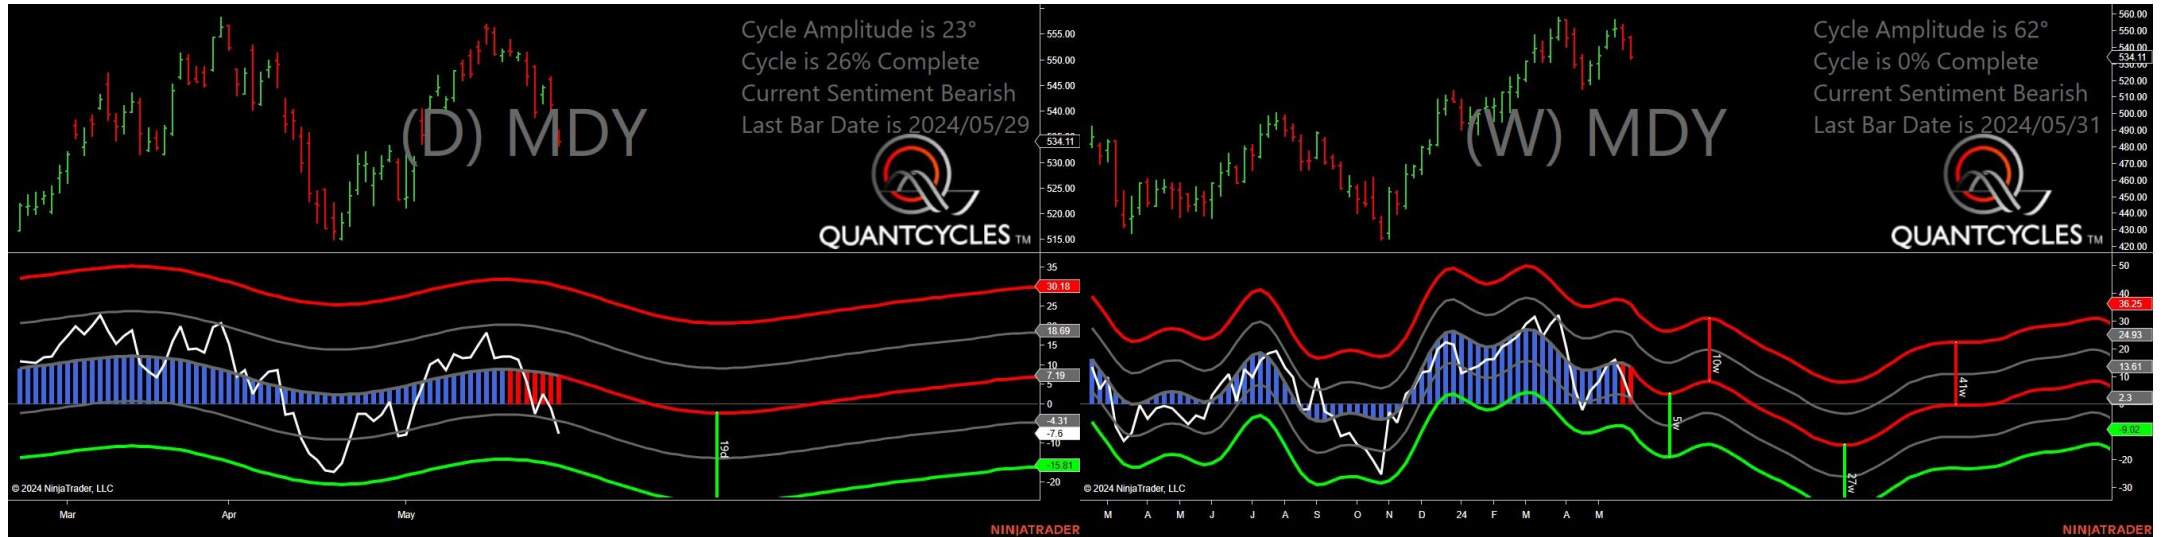 Cycle Amplitude is 23°
Cycle is 26% Complete
Current Sentiment Bearish
Last Bar Date is 2024/05/29
(D) MDY
QUANTCYCLES TM
555.00
550.00
545.00
540.00
534.11
530.00
525.00
520.00
515.00
35
30.18
25
18.69
15
10
7.19
5
0
-4.31
-7.6
-10
-15.81
-20
19d
© 2024 NinjaTrader, LLC
Mar
Apr
May
NINJATRADER
Cycle Amplitude is 62°
Cycle is 0% Complete
Current Sentiment Bearish
Last Bar Date is 2024/05/31
(W) MDY
QUANTCYCLES TM
560.00
550.00
540.00
534.11
530.00
520.00
510.00
500.00
490.00
480.00
470.00
460.00
450.00
440.00
430.00
420.00
50
40
36.25
30
24.93
20
13.61
10
2.3
-9.02
-20
-30
10w
5w
27w
41w
© 2024 NinjaTrader, LLC
M A M J J A S O N D 24 F M A M
NINJATRADER